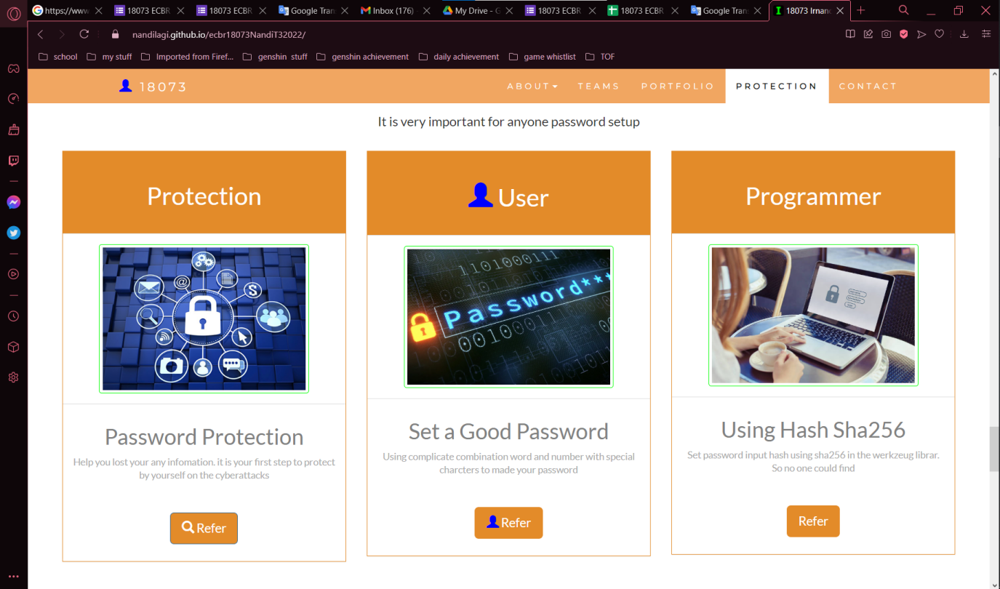 https://www
18073 ECBR
18073 ECBR
Google Tran
Inbox (176)
My Drive - G
18073 ECBR
18073 ECBR
Google Tran
18073 Irnan
nandilagi.github.io/ecbr18073NandiT32022/
school
my stuff
Imported from Firef...
genshin stuff
genshin achievement
daily achievement
game whistlist
TOF
18073
ABOUT
TEAMS
PORTFOLIO
PROTECTION
CONTACT
It is very important for anyone password setup
Protection
Password Protection
Help you lost your any infomation. it is your first step to protect
by yourself on the cyberattacks
Refer
User
1101000111
Password***
Set a Good Password
Using complicate combination word and number with special
charcters to made your password
Refer
Programmer
Using Hash Sha256
Set password input hash using sha256 in the werkzeug librar.
So no one could find
Refer